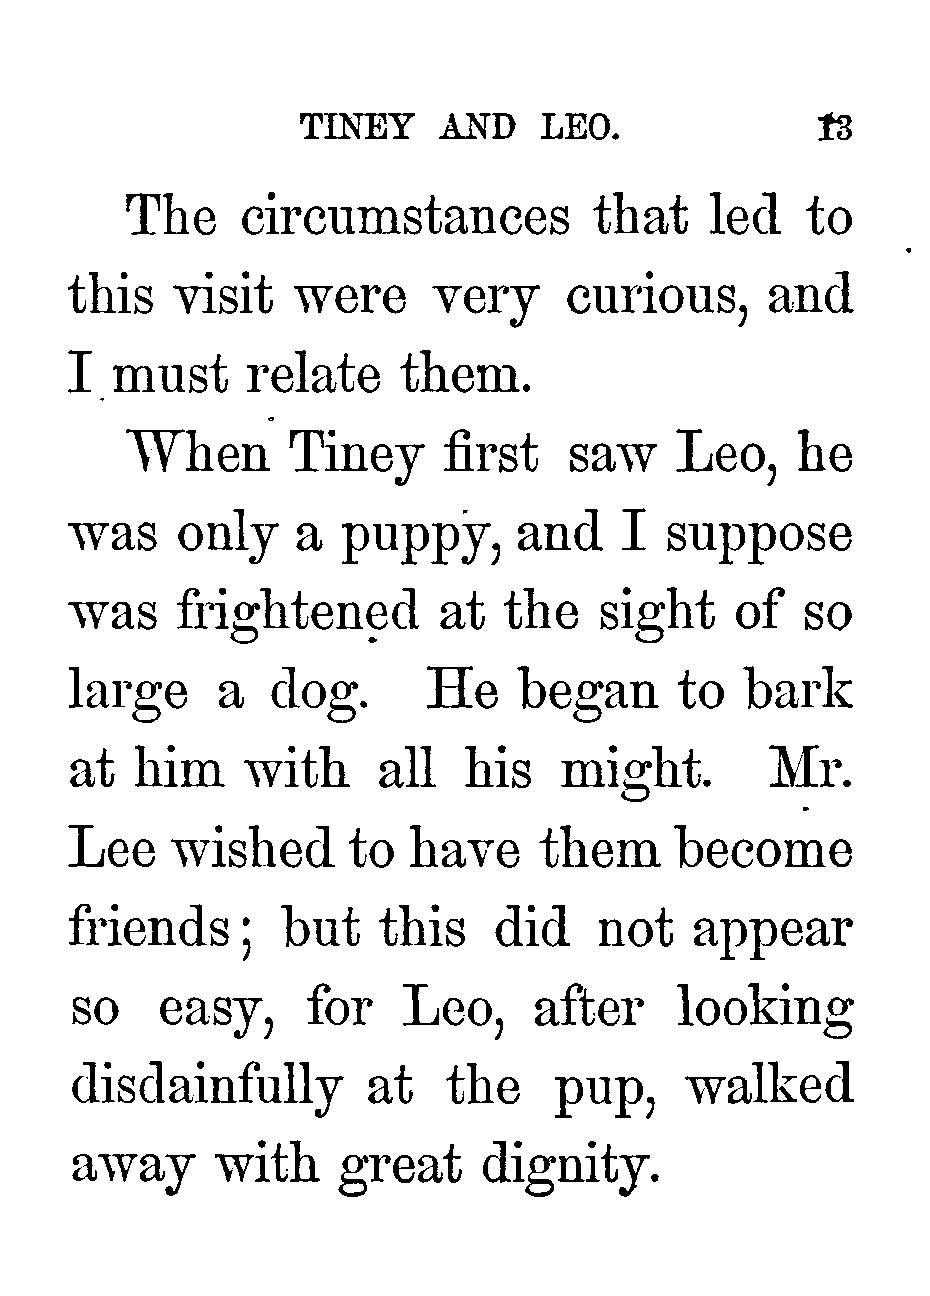 TINEY AND LEO. 13
The circumstances that led to
this visit were very curious, and
I must relate them.
When Tiney first saw Leo, he
was only a puppy, and I suppose
was frightened at the sight of so
large a dog. He began to bark
at him with all his might. Mr.
Lee wished to have them become
friends; but this did not appear
so easy, for Leo, after looking
disdainfully at the pup, walked
away with great dignity.